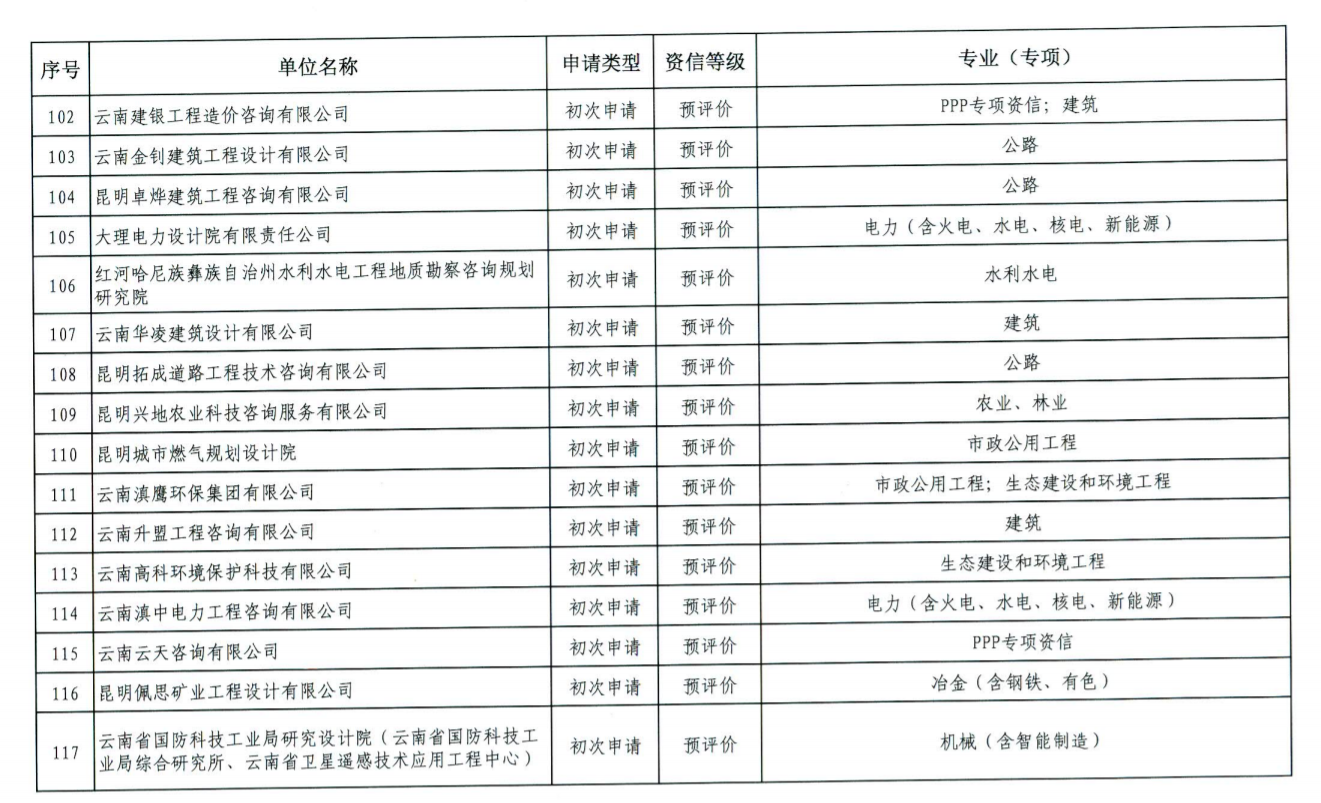 序号 单位名称 申请类型 资信等级 专业（专项）
102 云南建银工程造价咨询有限公司 初次申请 预评价 PPP专项资信；建筑
103 云南金钊建筑工程设计有限公司 初次申请 预评价 公路
104 昆明卓烨建筑工程咨询有限公司 初次申请 预评价 公路
105 大理电力设计院有限责任公司 初次申请 预评价 电力（含火电、水电、核电、新能源）
106 红河哈尼族彝族自治州水利水电工程地质勘察咨询规划
研究院 初次申请 预评价 水利水电
107 云南华凌建筑设计有限公司 初次申请 预评价 建筑
108 昆明拓成道路工程技术咨询有限公司 初次申请 预评价 公路
109 昆明兴地农业科技咨询服务有限公司 初次申请 预评价 农业、林业
110 昆明城市燃气规划设计院 初次申请 预评价 市政公用工程
111 云南滇鹰环保集团有限公司 初次申请 预评价 市政公用工程；生态建设和环境工程
112 云南升盟工程咨询有限公司 初次申请 预评价 建筑
113 云南高科环境保护科技有限公司 初次申请 预评价 生态建设和环境工程
114 云南滇中电力工程咨询有限公司 初次申请 预评价 电力（含火电、水电、核电、新能源）
115 云南云天咨询有限公司 初次申请 预评价 PPP专项资信
116 昆明佩思矿业工程设计有限公司 初次申请 预评价 冶金（含钢铁、有色）
117 云南省国防科技工业局研究设计院（云南省国防科技工
业局综合研究所、云南省卫星遥感技术应用工程中心） 初次申请 预评价 机械（含智能制造）